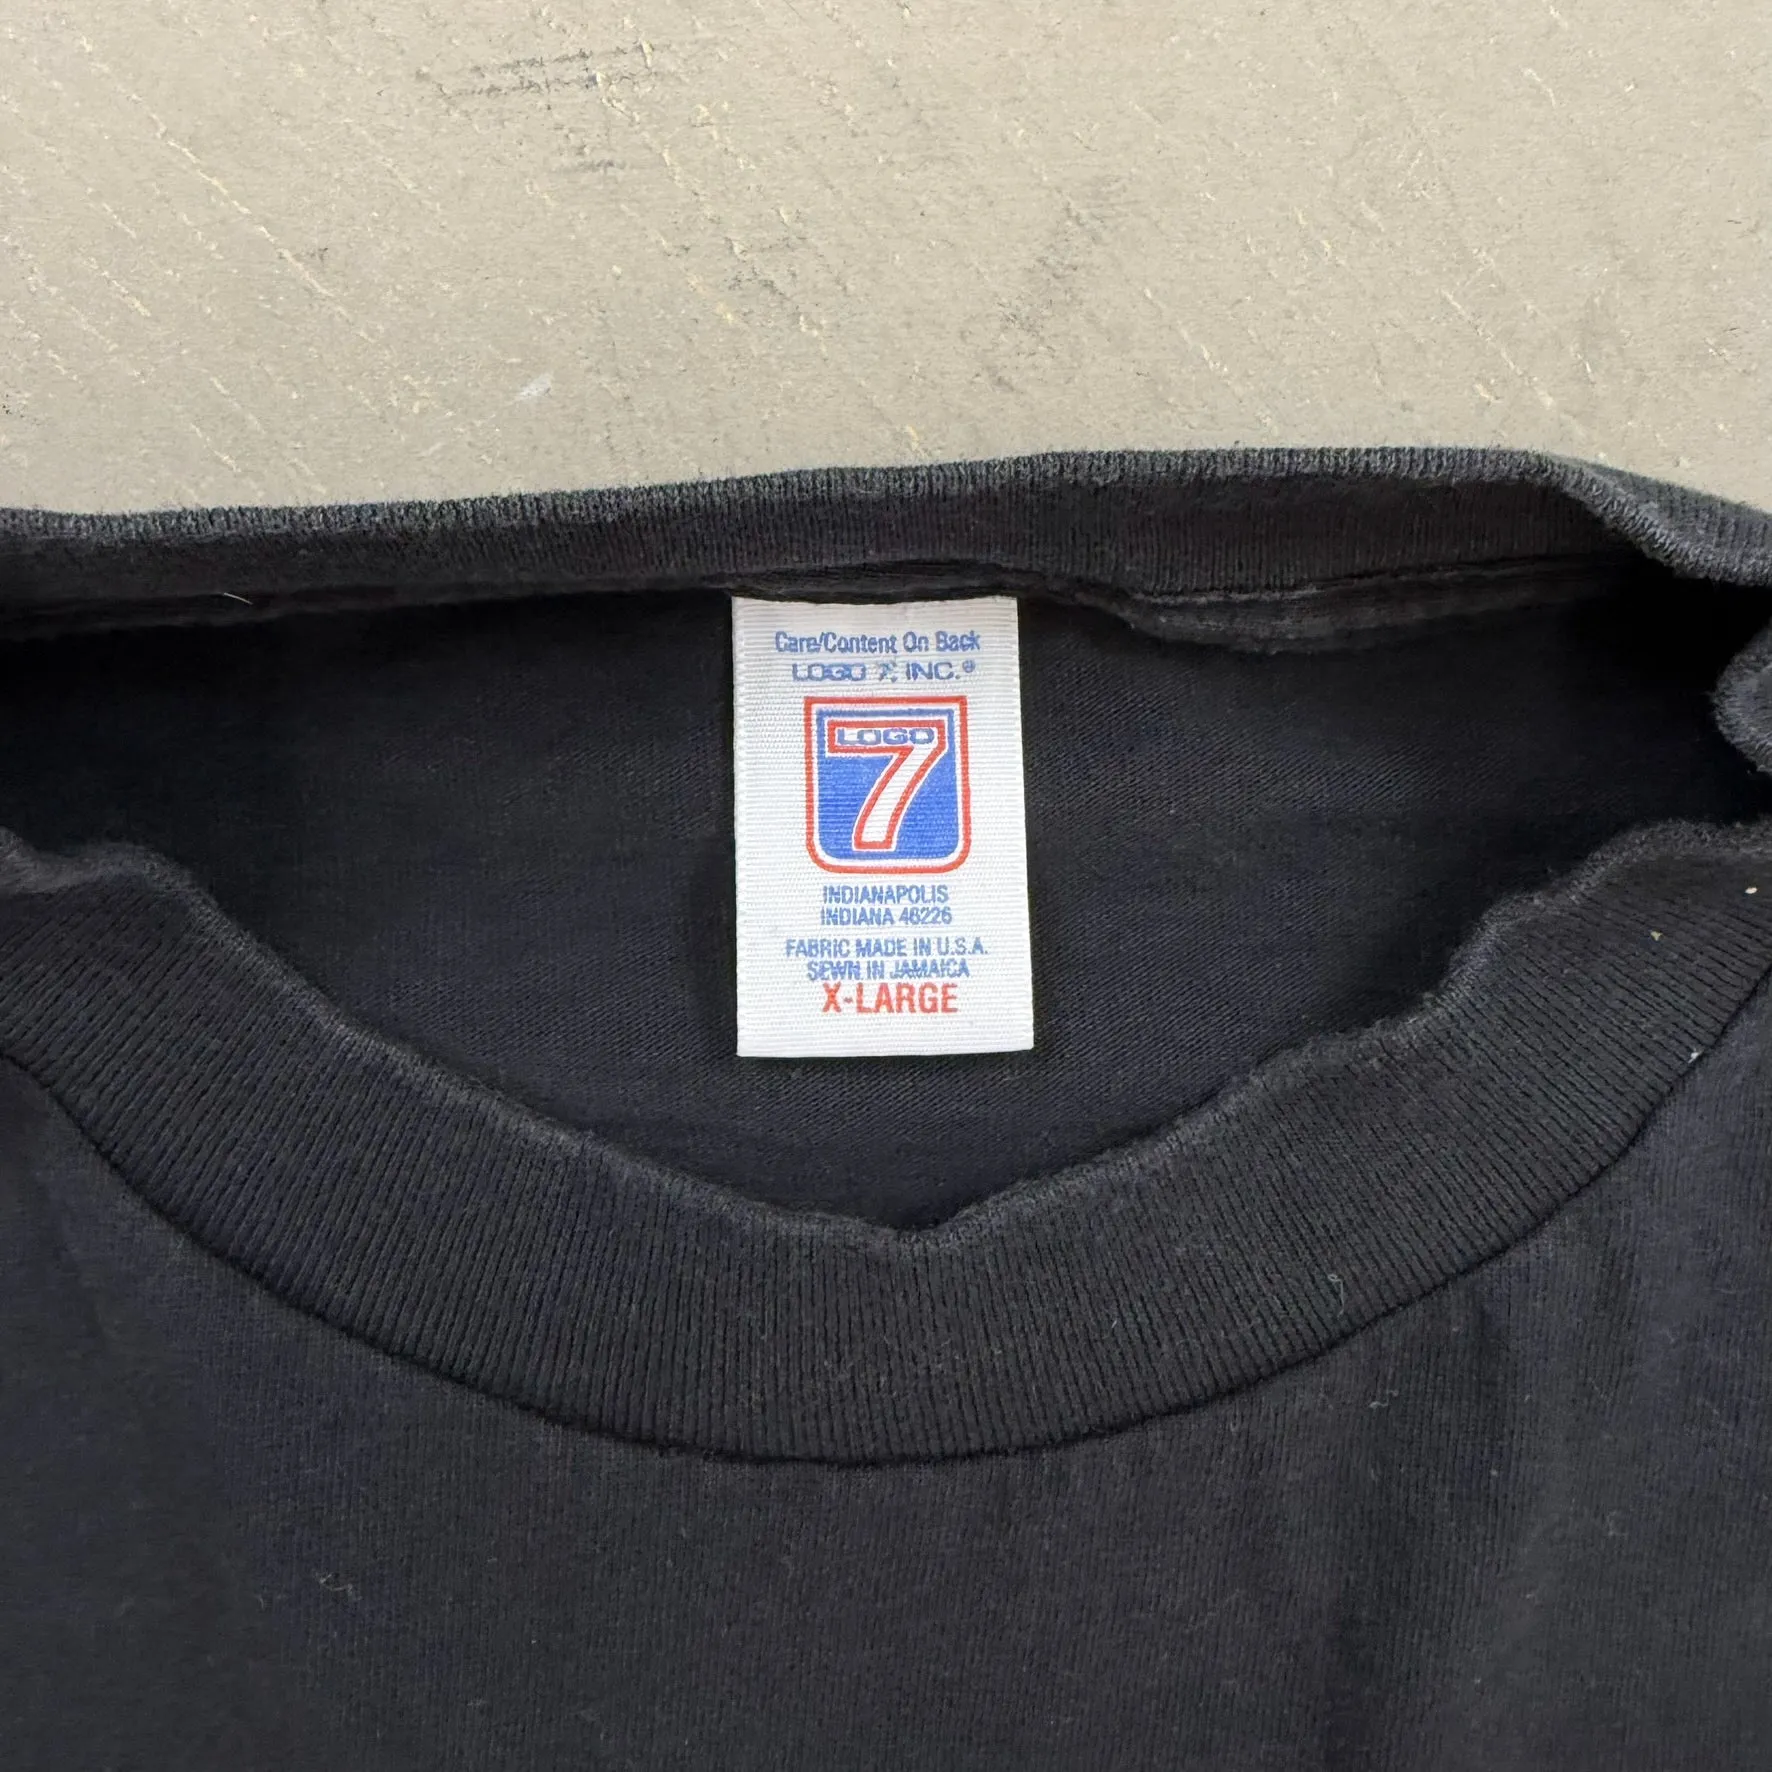 Care/Content On Back
LOGO 7, INC.®
LOGO
7
INDIANAPOLIS
INDIANA 46226
FABRIC MADE IN U.S.A.
SEWN IN JAMAICA
X-LARGE